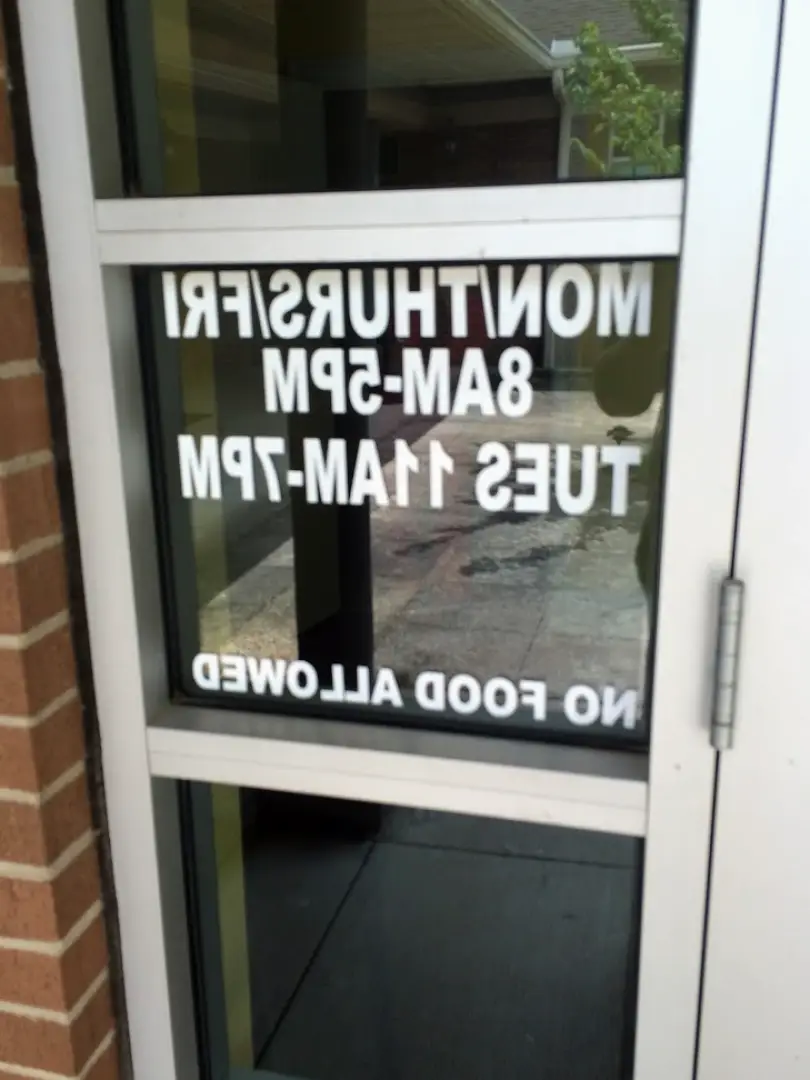 MON/THURS/FRI
8AM-5PM
TUES 11AM-7PM
NO FOOD ALLOWED